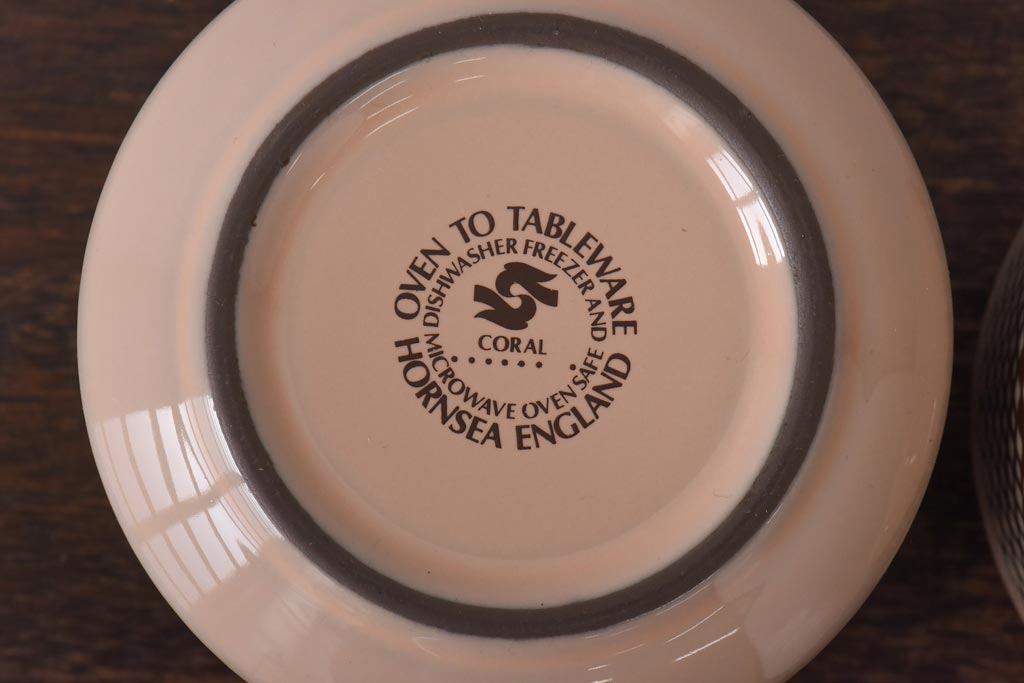 OVEN TO TABLEWARE
DISHWASHER FREEZER AND
CORAL
MICROWAVE OVEN SAFE
HORNSEA ENGLAND